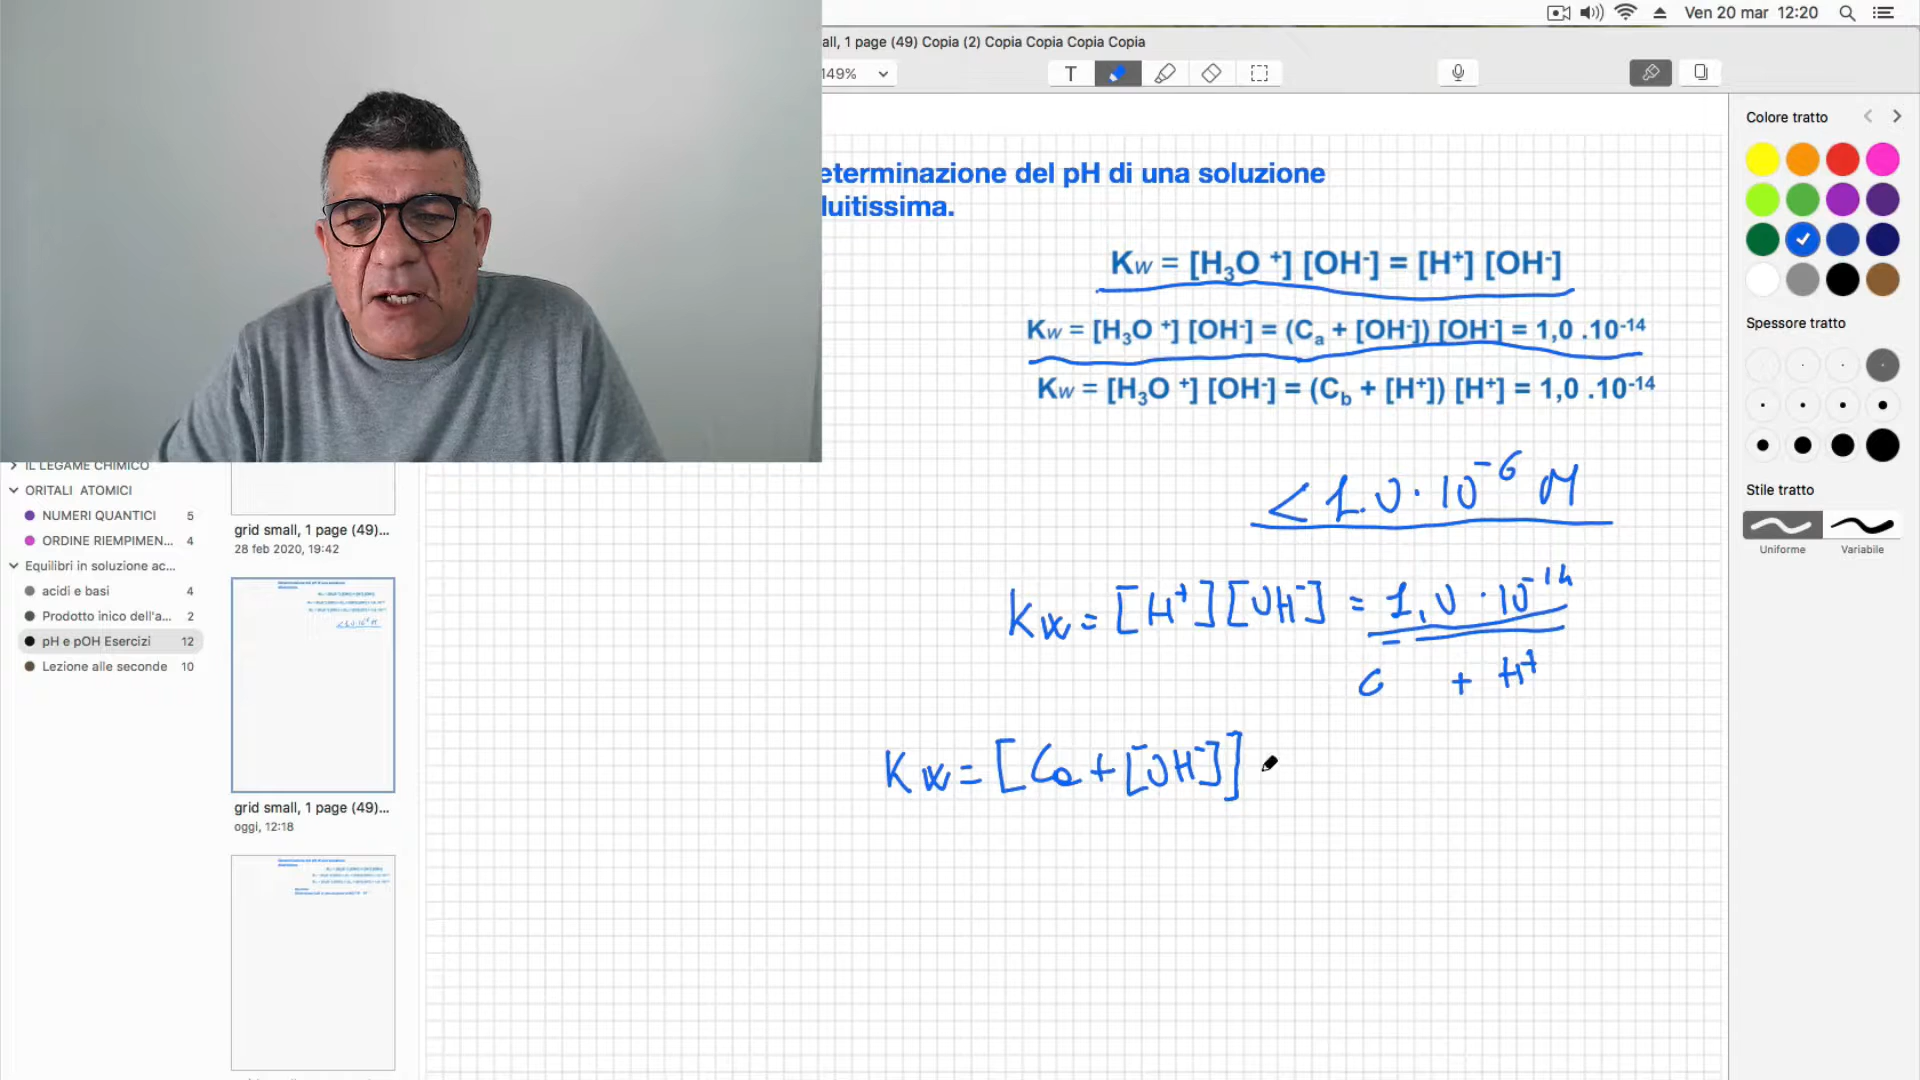 Ven 20 mar 12:20
all, 1 page (49) Copia (2) Copia Copia Copia Copia
149%
T
Colore tratto
eterminazione del pH di una soluzione
luitissima.
Kw = [H₃O ⁺] [OH⁻] = [H⁺] [OH⁻]
Kw = [H₃O ⁺] [OH⁻] = (Cₐ + [OH⁻]) [OH⁻] = 1,0 .10⁻¹⁴
Kw = [H₃O ⁺] [OH⁻] = (C_b + [H⁺]) [H⁺] = 1,0 .10⁻¹⁴
Spessore tratto
Stile tratto
Uniforme
Variabile
< 1.0 · 10⁻⁶ M
Kw = [H⁺] [OH⁻] = 1,0 · 10⁻¹⁴
C + H⁺
Kw = [Ca + [OH⁻]]
IL LEGAME CHIMICO
ORITALI ATOMICI
NUMERI QUANTICI 5
ORDINE RIEMPIMEN... 4
Equilibri in soluzione ac...
acidi e basi 4
Prodotto inico dell'a... 2
pH e pOH Esercizi 12
Lezione alle seconde 10
grid small, 1 page (49)...
28 feb 2020, 19:42
grid small, 1 page (49)...
oggi, 12:18